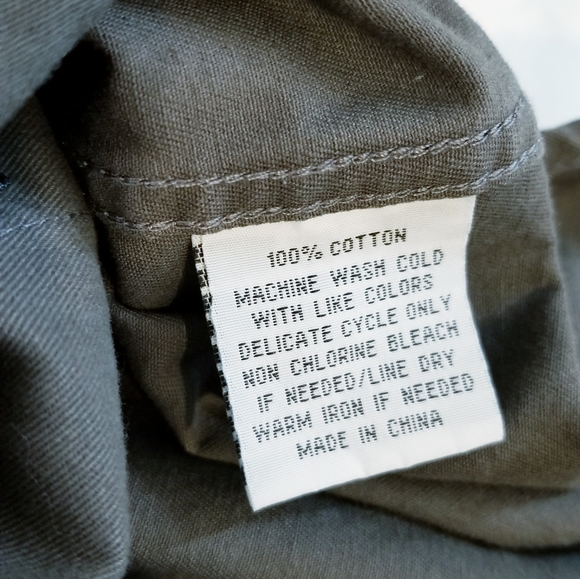 100% COTTON
MACHINE WASH COLD
WITH LIKE COLORS
DELICATE CYCLE ONLY
NON CHLORINE BLEACH
IF NEEDED/LINE DRY
WARM IRON IF NEEDED
MADE IN CHINA